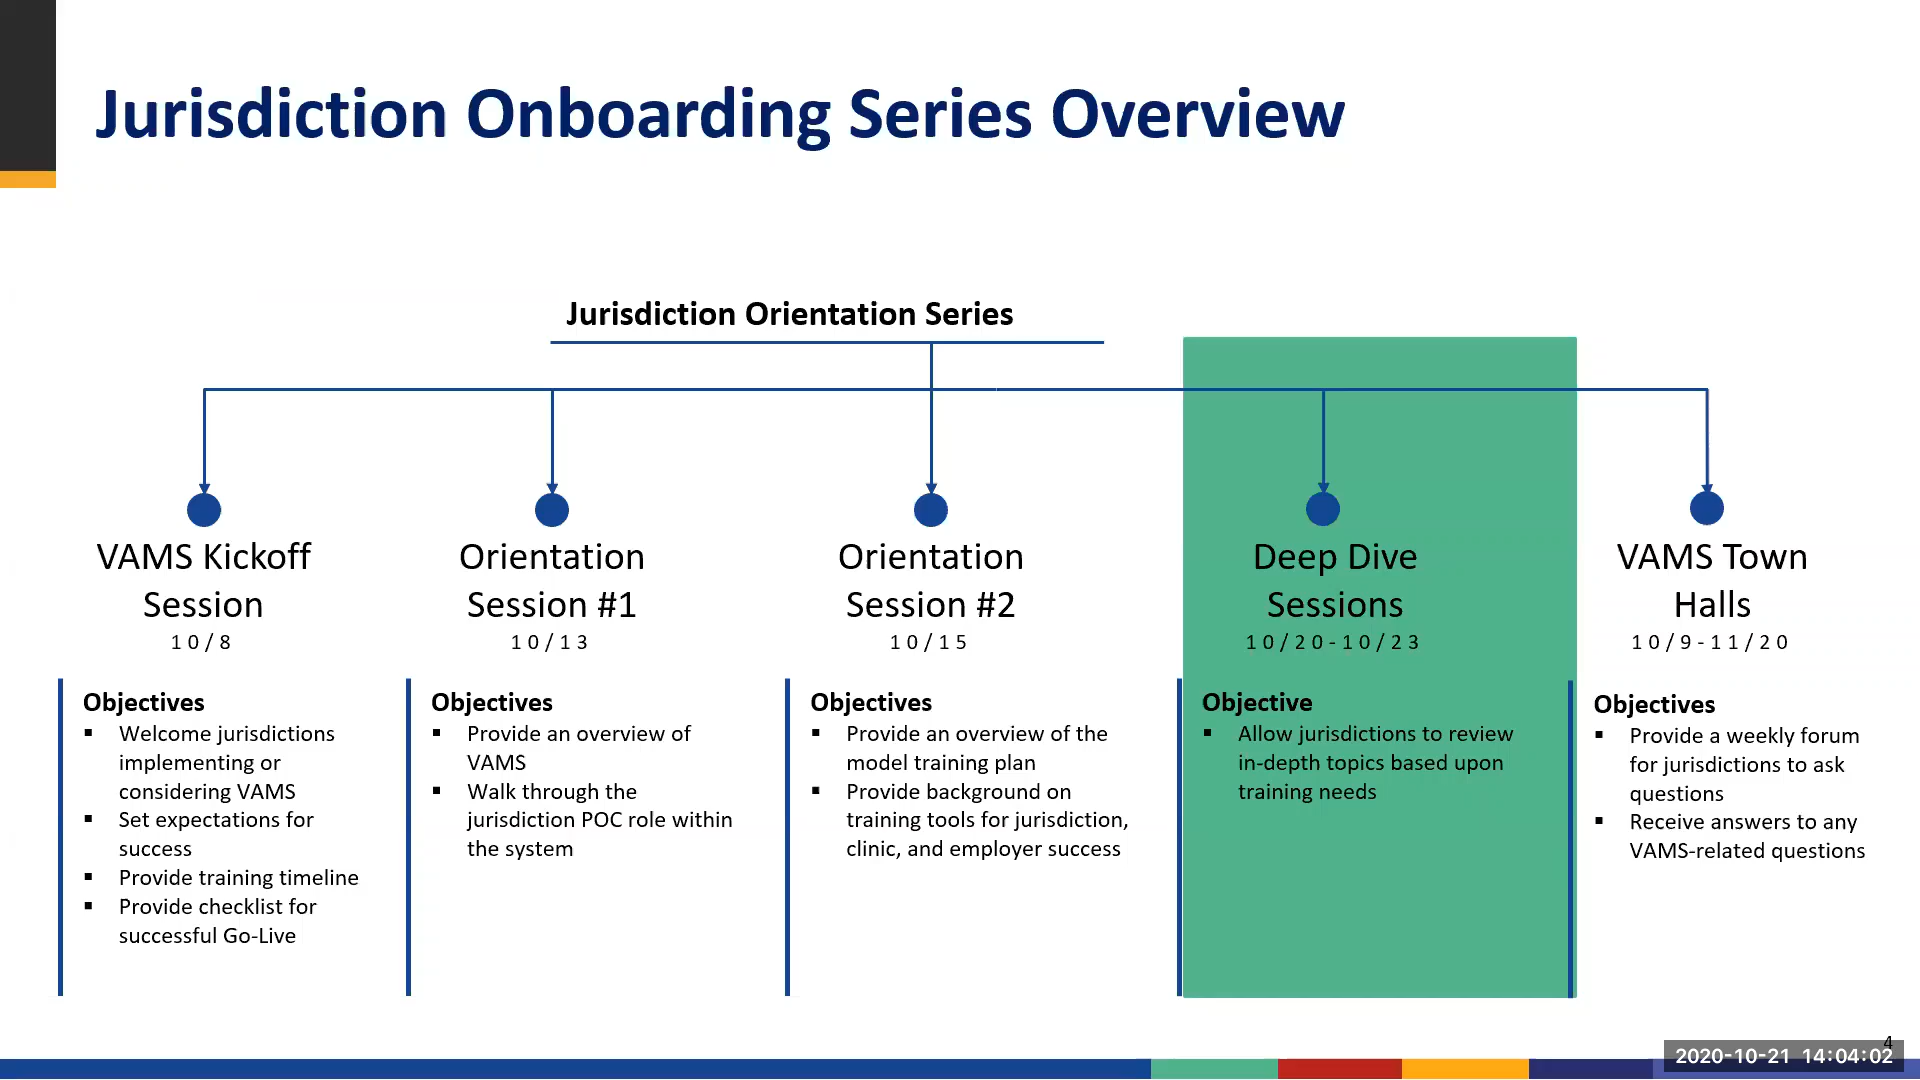 Jurisdiction Onboarding Series Overview
Jurisdiction Orientation Series
VAMS Kickoff
Session
10/8
Objectives
▪ Welcome jurisdictions
implementing or
considering VAMS
▪ Set expectations for
success
▪ Provide training timeline
▪ Provide checklist for
successful Go-Live
Orientation
Session #1
10/13
Objectives
▪ Provide an overview of
VAMS
▪ Walk through the
jurisdiction POC role within
the system
Orientation
Session #2
10/15
Objectives
▪ Provide an overview of the
model training plan
▪ Provide background on
training tools for jurisdiction,
clinic, and employer success
Deep Dive
Sessions
10/20-10/23
Objective
▪ Allow jurisdictions to review
in-depth topics based upon
training needs
VAMS Town
Halls
10/9-11/20
Objectives
▪ Provide a weekly forum
for jurisdictions to ask
questions
▪ Receive answers to any
VAMS-related questions
4
2020-10-21 14:04:02